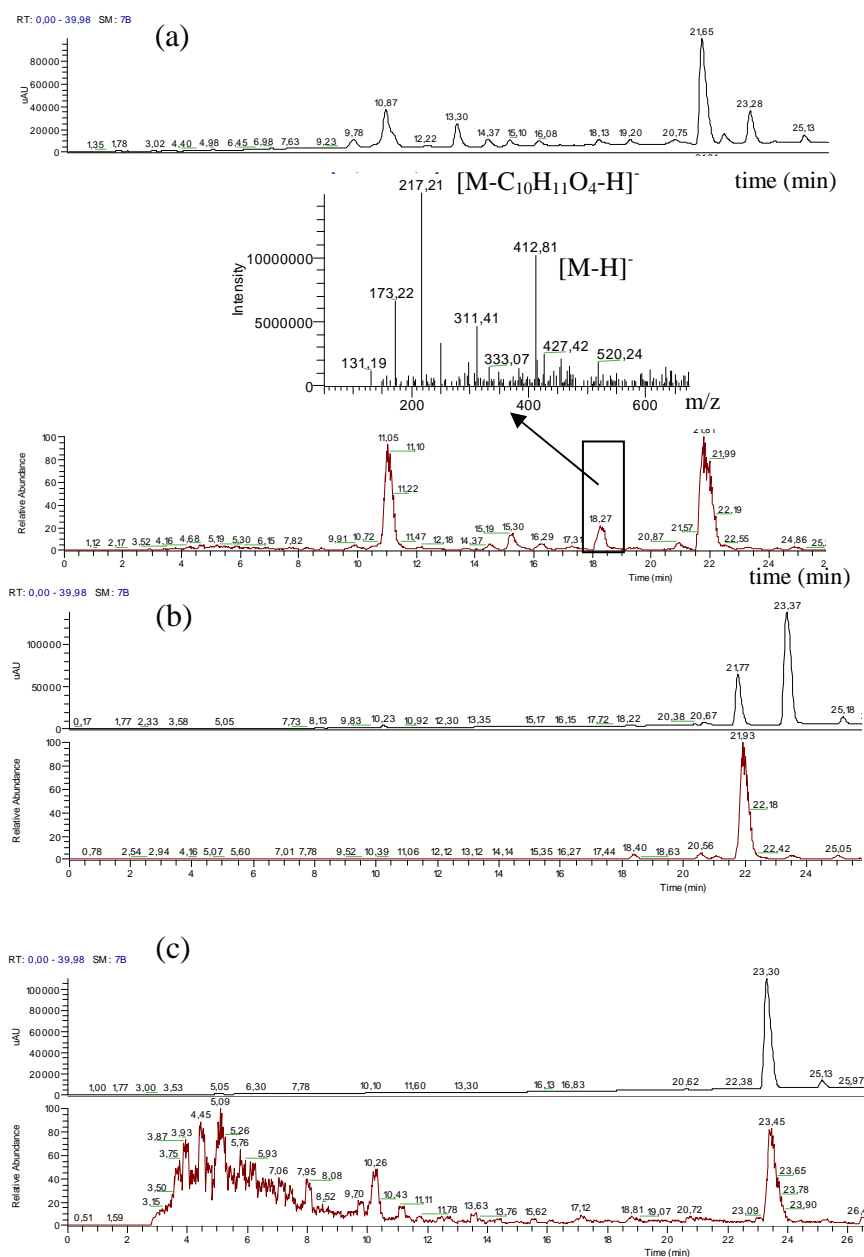 RT: 0,00 - 39,98 SM: 7B
(a)
uAU
80000
60000
40000
20000
0
1,35 1,78 3,02 4,40 4,98 6,45 6,98 7,63 9,23 9,78 10,87 12,22 13,30 14,37 15,10 16,08 18,13 19,20 20,75 21,65 23,28 25,13
time (min)
217,21 [M-C10H11O4-H]-
Intensity
10000000
5000000
0
412,81 [M-H]-
173,22
311,41
131,19 333,07 427,42 520,24
200 400 600 m/z
Relative Abundance
100
80
60
40
20
0
1,12 2,17 3,52 4,16 4,68 5,19 5,30 6,15 7,82 9,91 10,72 11,05 11,10 11,22 11,47 12,18 14,37 15,19 15,30 16,29 17,31 18,27 20,87 21,57 21,81 21,99 22,19 22,55 24,86
0 2 4 6 8 10 12 14 16 18 20 22 24
Time (min)
time (min)
RT: 0,00 - 39,98 SM: 7B
(b)
uAU
100000
50000
0
0,17 1,77 2,33 3,58 5,05 7,73 8,13 9,83 10,23 10,92 12,30 13,35 15,17 16,15 17,72 18,22 20,38 20,67 21,77 23,37 25,18
Relative Abundance
100
80
60
40
20
0
0,78 2,54 2,94 4,16 5,07 5,60 7,01 7,78 9,52 10,39 11,06 12,12 13,12 14,14 15,35 16,27 17,44 18,40 18,63 20,56 21,93 22,18 22,42 25,05
0 2 4 6 8 10 12 14 16 18 20 22 24
Time (min)
RT: 0,00 - 39,98 SM: 7B
(c)
uAU
100000
80000
60000
40000
20000
0
1,00 1,77 3,00 3,53 5,05 6,30 7,78 10,10 11,60 13,30 16,13 16,83 20,62 22,38 23,30 25,13 25,97
Relative Abundance
100
80
60
40
20
0
0,51 1,59 3,15 3,50 3,75 3,87 3,93 4,45 5,09 5,26 5,76 5,93 7,06 7,95 8,08 8,52 9,70 10,26 10,43 11,11 11,78 13,63 13,76 15,62 17,12 18,81 19,07 20,72 23,09 23,45 23,65 23,78 23,90
0 2 4 6 8 10 12 14 16 18 20 22 24 26
Time (min)